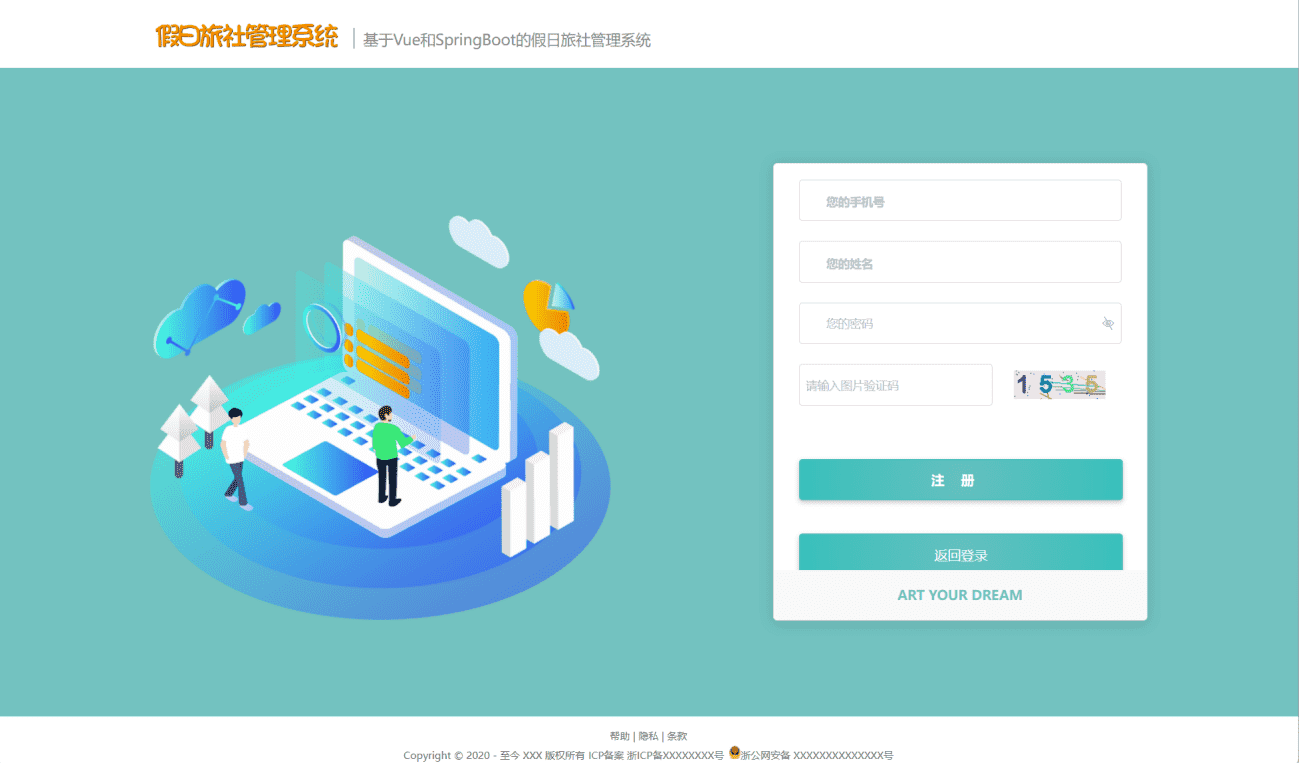 假日旅社管理系统 | 基于Vue和SpringBoot的假日旅社管理系统
您的手机号
您的姓名
您的密码
请输入图片验证码 1535
注 册
返回登录
ART YOUR DREAM
帮助 | 隐私 | 条款
Copyright © 2020 - 至今 XXX 版权所有 ICP备案 浙ICP备XXXXXXXX号 浙公网安备 XXXXXXXXXXXXXX号